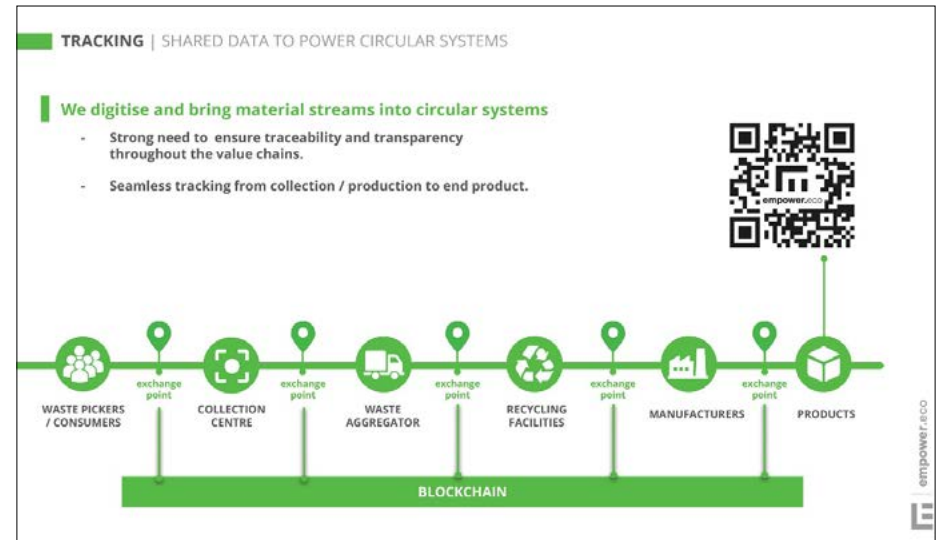 TRACKING | SHARED DATA TO POWER CIRCULAR SYSTEMS
We digitise and bring material streams into circular systems
- Strong need to ensure traceability and transparency
throughout the value chains.
- Seamless tracking from collection / production to end product.
empower.eco
exchange
point
exchange
point
exchange
point
exchange
point
exchange
point
WASTE PICKERS
/ CONSUMERS
COLLECTION
CENTRE
WASTE
AGGREGATOR
RECYCLING
FACILITIES
MANUFACTURERS
PRODUCTS
BLOCKCHAIN
empower.eco